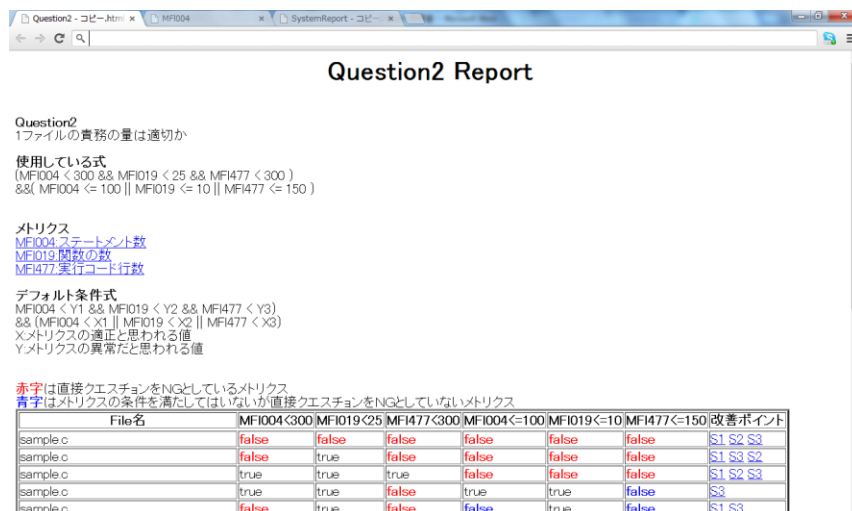 Question2 - コピー.html
MFI004
SystemReport - コピー
Question2 Report
Question2
1ファイルの責務の量は適切か
使用している式
(MFI004 < 300 && MFI019 < 25 && MFI477 < 300 )
&&( MFI004 <= 100 || MFI019 <= 10 || MFI477 <= 150 )
メトリクス
MFI004:ステートメント数
MFI019:関数の数
MFI477:実行コード行数
デフォルト条件式
MFI004 < Y1 && MFI019 < Y2 && MFI477 < Y3)
&& (MFI004 < X1 || MFI019 < X2 || MFI477 < X3)
X:メトリクスの適正と思われる値
Y:メトリクスの異常だと思われる値
赤字は直接クエスチョンをNGとしているメトリクス
青字はメトリクスの条件を満たしてはいないが直接クエスチョンをNGとしていないメトリクス
File名 MFI004<300 MFI019<25 MFI477<300 MFI004<=100 MFI019<=10 MFI477<=150 改善ポイント
sample.c false false false false false false S1 S2 S3
sample.c false true false false false false S1 S3 S2
sample.c true true true false false false S1 S2 S3
sample.c true true false true true false S3
sample.c false true false false true false S1 S3